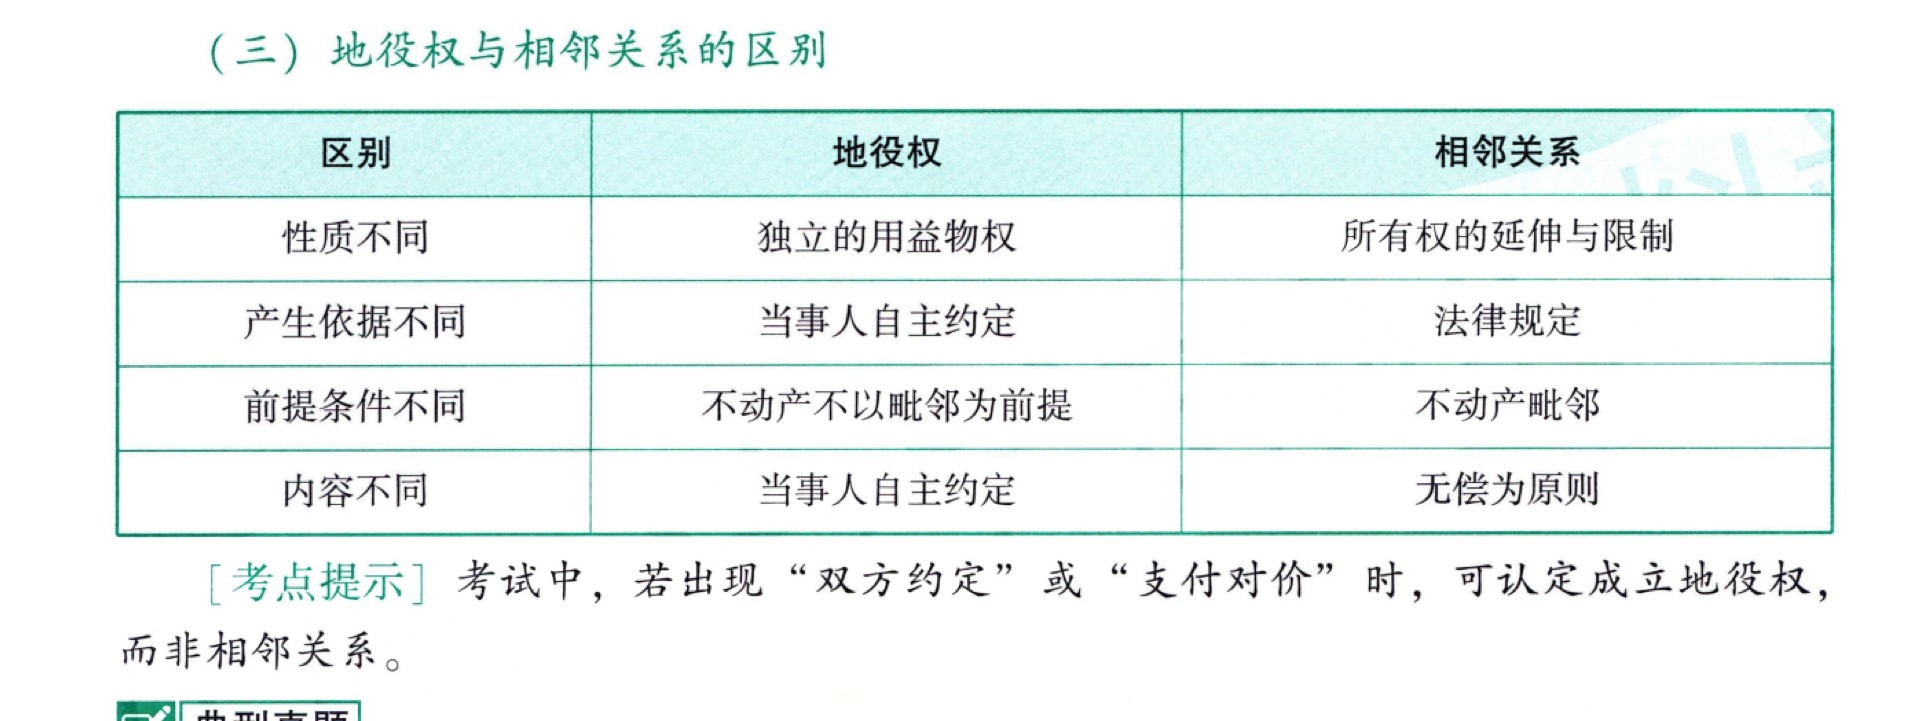 （三）地役权与相邻关系的区别
区别 地役权 相邻关系
性质不同 独立的用益物权 所有权的延伸与限制
产生依据不同 当事人自主约定 法律规定
前提条件不同 不动产不以毗邻为前提 不动产毗邻
内容不同 当事人自主约定 无偿为原则
［考点提示］考试中，若出现“双方约定”或“支付对价”时，可认定成立地役权，
而非相邻关系。
典型真题